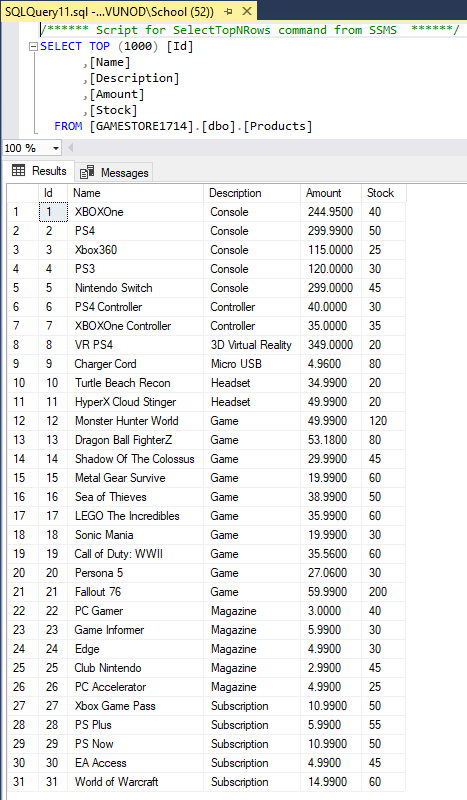 SQLQuery11.sql -...VUNOD\School (52))
/****** Script for SelectTopNRows command from SSMS  ******/
SELECT TOP (1000) [Id]
,[Name]
,[Description]
,[Amount]
,[Stock]
FROM [GAMESTORE1714].[dbo].[Products]
100 %
Results Messages
Id Name Description Amount Stock
1 1 XBOXOne Console 244.9500 40
2 2 PS4 Console 299.9900 50
3 3 Xbox360 Console 115.0000 25
4 4 PS3 Console 120.0000 30
5 5 Nintendo Switch Console 299.0000 45
6 6 PS4 Controller Controller 40.0000 30
7 7 XBOXOne Controller Controller 35.0000 35
8 8 VR PS4 3D Virtual Reality 349.0000 20
9 9 Charger Cord Micro USB 4.9600 80
10 10 Turtle Beach Recon Headset 34.9900 20
11 11 HyperX Cloud Stinger Headset 49.9900 20
12 12 Monster Hunter World Game 49.9900 120
13 13 Dragon Ball FighterZ Game 53.1800 80
14 14 Shadow Of The Colossus Game 29.9900 45
15 15 Metal Gear Survive Game 19.9900 60
16 16 Sea of Thieves Game 38.9900 50
17 17 LEGO The Incredibles Game 35.9900 60
18 18 Sonic Mania Game 19.9900 30
19 19 Call of Duty: WWII Game 35.5600 60
20 20 Persona 5 Game 27.0600 30
21 21 Fallout 76 Game 59.9900 200
22 22 PC Gamer Magazine 3.0000 40
23 23 Game Informer Magazine 5.9900 30
24 24 Edge Magazine 4.9900 30
25 25 Club Nintendo Magazine 2.9900 45
26 26 PC Accelerator Magazine 4.9900 25
27 27 Xbox Game Pass Subscription 10.9900 50
28 28 PS Plus Subscription 5.9900 55
29 29 PS Now Subscription 10.9900 50
30 30 EA Access Subscription 4.9900 45
31 31 World of Warcraft Subscription 14.9900 60